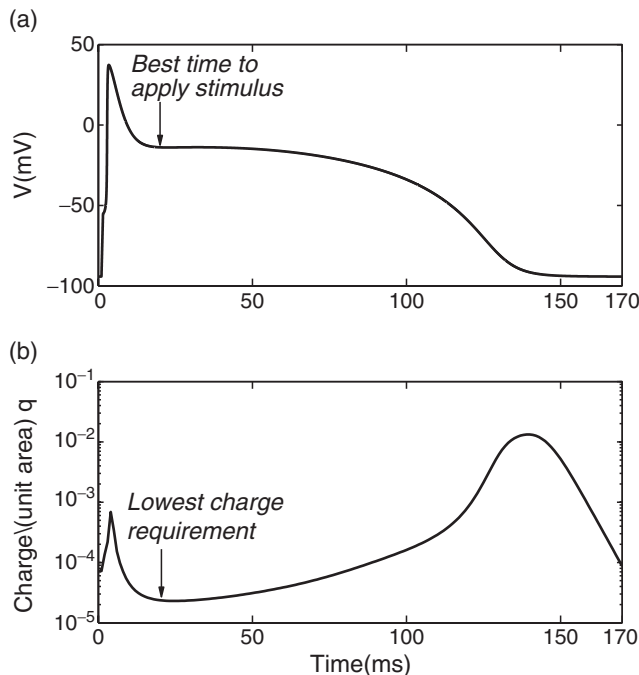 (a)
50
0
−50
−100
V(mV)
Best time to
apply stimulus
0
50
100
150
170
(b)
10−1
10−2
10−3
10−4
10−5
Charge\(unit area) q
Lowest charge
requirement
0
50
100
150
170
Time(ms)